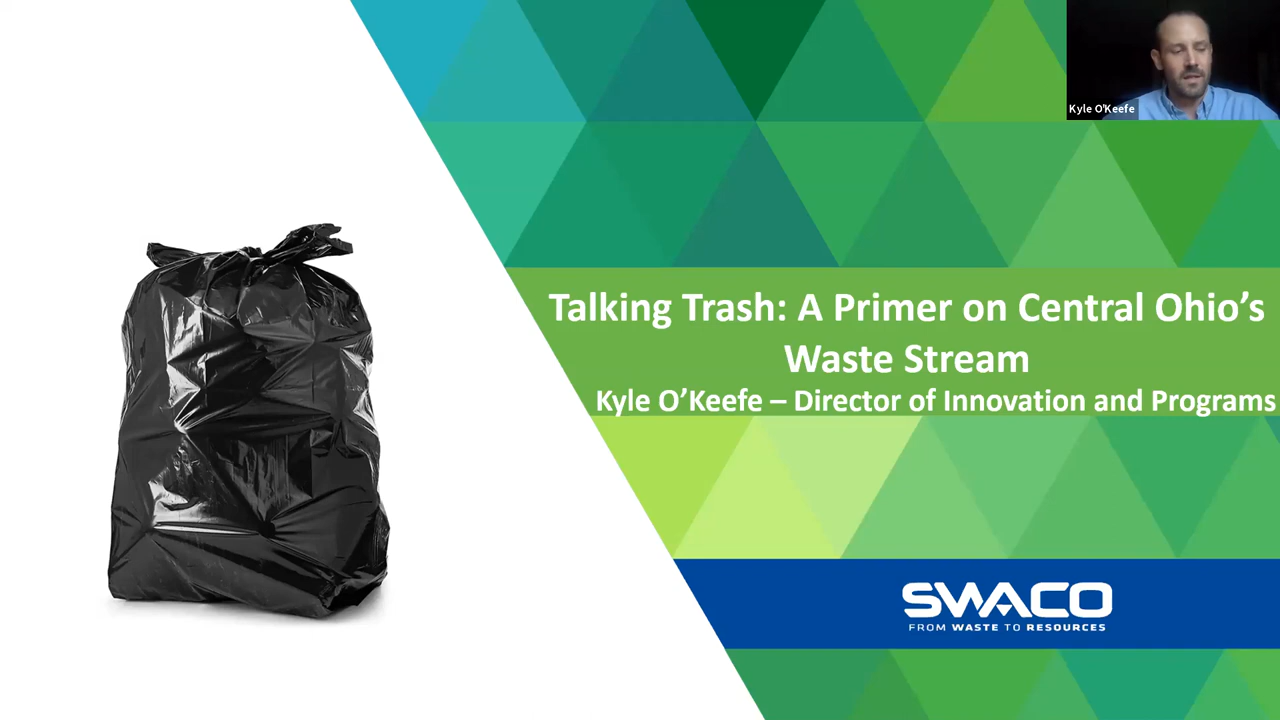 Kyle O'Keefe
Talking Trash: A Primer on Central Ohio’s
Waste Stream
Kyle O’Keefe – Director of Innovation and Programs
SWACO
FROM WASTE TO RESOURCES